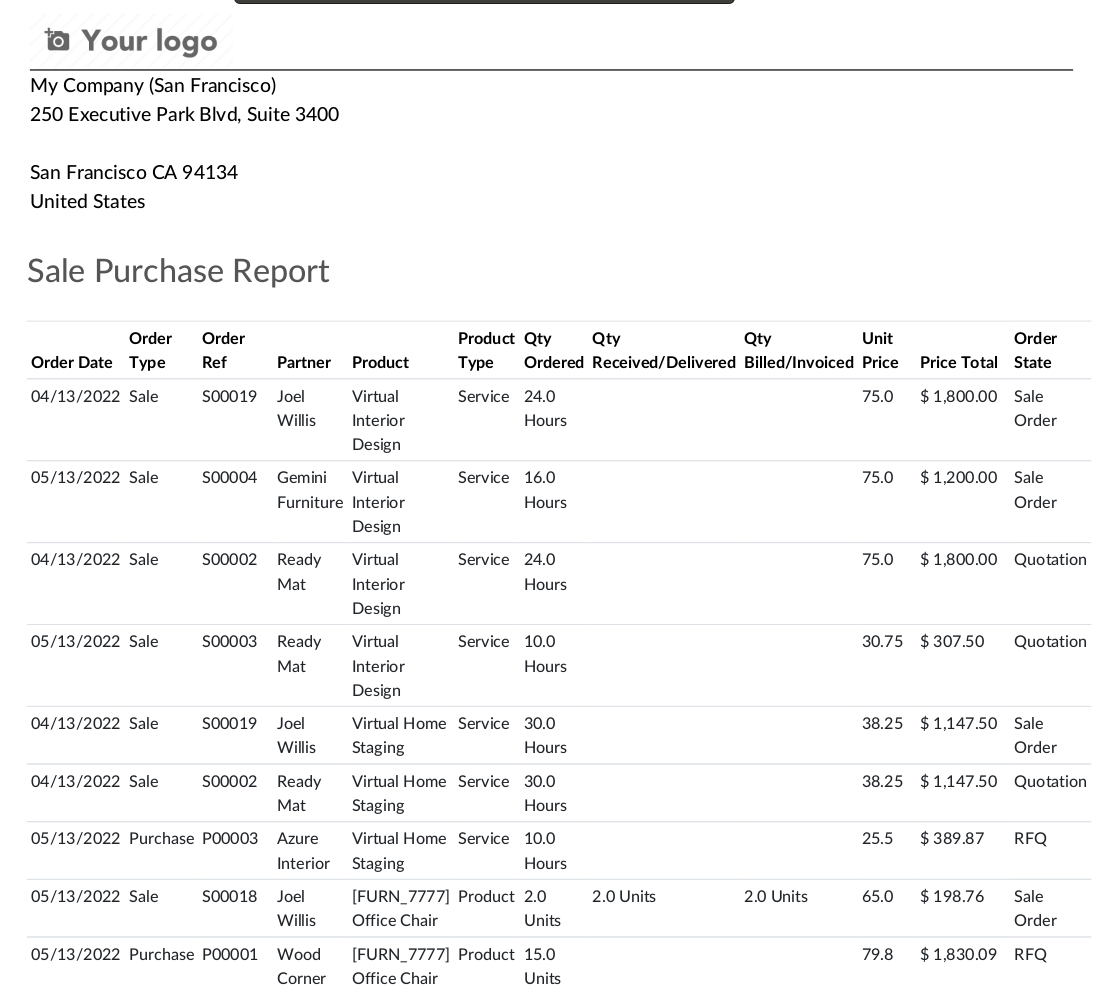 Your logo
My Company (San Francisco)
250 Executive Park Blvd, Suite 3400
San Francisco CA 94134
United States
Sale Purchase Report
Order Date Order Type Order Ref Partner Product Product Type Qty Ordered Qty Received/Delivered Qty Billed/Invoiced Unit Price Price Total Order State
04/13/2022 Sale S00019 Joel Willis Virtual Interior Design Service 24.0 Hours 75.0 $ 1,800.00 Sale Order
05/13/2022 Sale S00004 Gemini Furniture Virtual Interior Design Service 16.0 Hours 75.0 $ 1,200.00 Sale Order
04/13/2022 Sale S00002 Ready Mat Virtual Interior Design Service 24.0 Hours 75.0 $ 1,800.00 Quotation
05/13/2022 Sale S00003 Ready Mat Virtual Interior Design Service 10.0 Hours 30.75 $ 307.50 Quotation
04/13/2022 Sale S00019 Joel Willis Virtual Home Staging Service 30.0 Hours 38.25 $ 1,147.50 Sale Order
04/13/2022 Sale S00002 Ready Mat Virtual Home Staging Service 30.0 Hours 38.25 $ 1,147.50 Quotation
05/13/2022 Purchase P00003 Azure Interior Virtual Home Staging Service 10.0 Hours 25.5 $ 389.87 RFQ
05/13/2022 Sale S00018 Joel Willis [FURN_7777] Office Chair Product 2.0 Units 2.0 Units 2.0 Units 65.0 $ 198.76 Sale Order
05/13/2022 Purchase P00001 Wood Corner [FURN_7777] Office Chair Product 15.0 Units 79.8 $ 1,830.09 RFQ